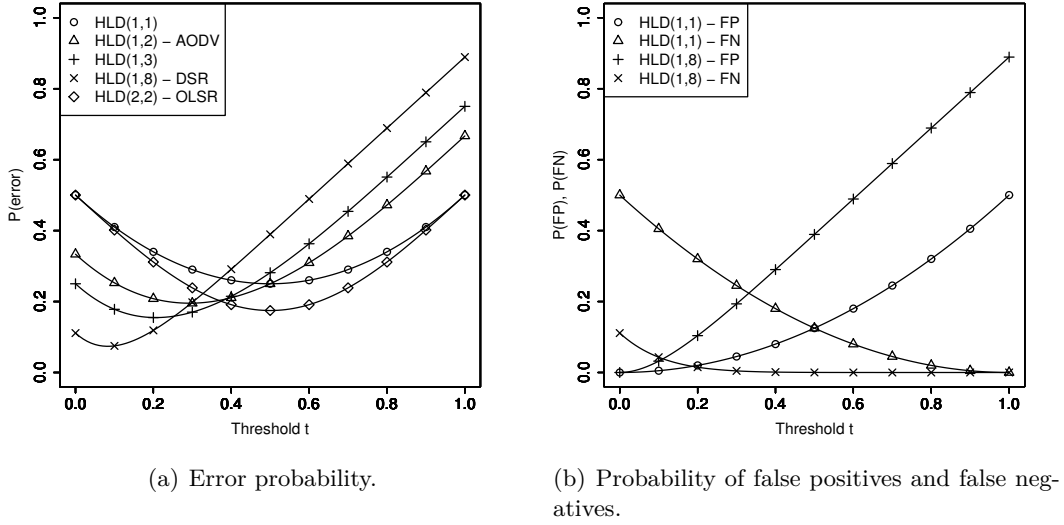 HLD(1,1)
HLD(1,2) − AODV
HLD(1,3)
HLD(1,8) − DSR
HLD(2,2) − OLSR
P(error)
1.0
0.8
0.6
0.4
0.2
0.0
0.0 0.2 0.4 0.6 0.8 1.0
Threshold t
(a) Error probability.
HLD(1,1) − FP
HLD(1,1) − FN
HLD(1,8) − FP
HLD(1,8) − FN
P(FP), P(FN)
1.0
0.8
0.6
0.4
0.2
0.0
0.0 0.2 0.4 0.6 0.8 1.0
Threshold t
(b) Probability of false positives and false neg-
atives.